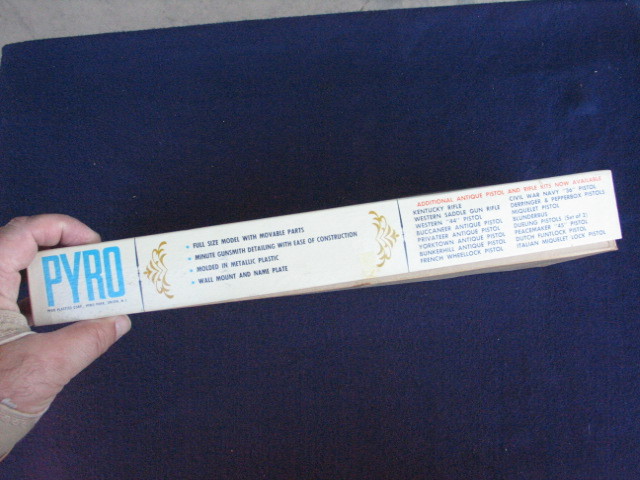 PYRO
• FULL SIZE MODEL WITH MOVABLE PARTS
• MINUTE GUNSMITH DETAILING WITH EASE OF CONSTRUCTION
• MOLDED IN METALLIC PLASTIC
• WALL MOUNT AND NAME PLATE
ADDITIONAL ANTIQUE PISTOL AND RIFLE KITS NOW AVAILABLE
KENTUCKY RIFLE
WESTERN SADDLE GUN RIFLE
WESTERN "44" PISTOL
BUCCANEER ANTIQUE PISTOL
PRIVATEER ANTIQUE PISTOL
YORKTOWN ANTIQUE PISTOL
BUNKERHILL ANTIQUE PISTOL
FRENCH WHEELLOCK PISTOL
CIVIL WAR NAVY "36" PISTOL
DERRINGER & PEPPERBOX PISTOLS
MIQUELET PISTOL
BLUNDERBUSS
DUELING PISTOLS (Set of 2)
PEACEMAKER "45" PISTOL
DUTCH FLINTLOCK PISTOL
ITALIAN MIQUELET LOCK PISTOL